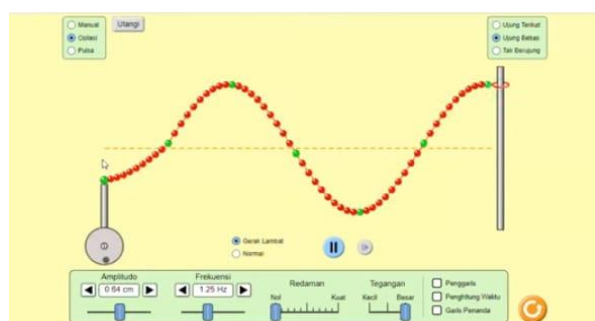 Manual
Osilasi
Pulsa
Ulangi
Ujung Terikat
Ujung Bebas
Tak Berujung
Gerak Lambat
Normal
Amplitudo
0.64 cm
Frekuensi
1.25 Hz
Redaman
Nol
Kuat
Tegangan
Kecil
Besar
Penggaris
Penghitung Waktu
Garis Penanda